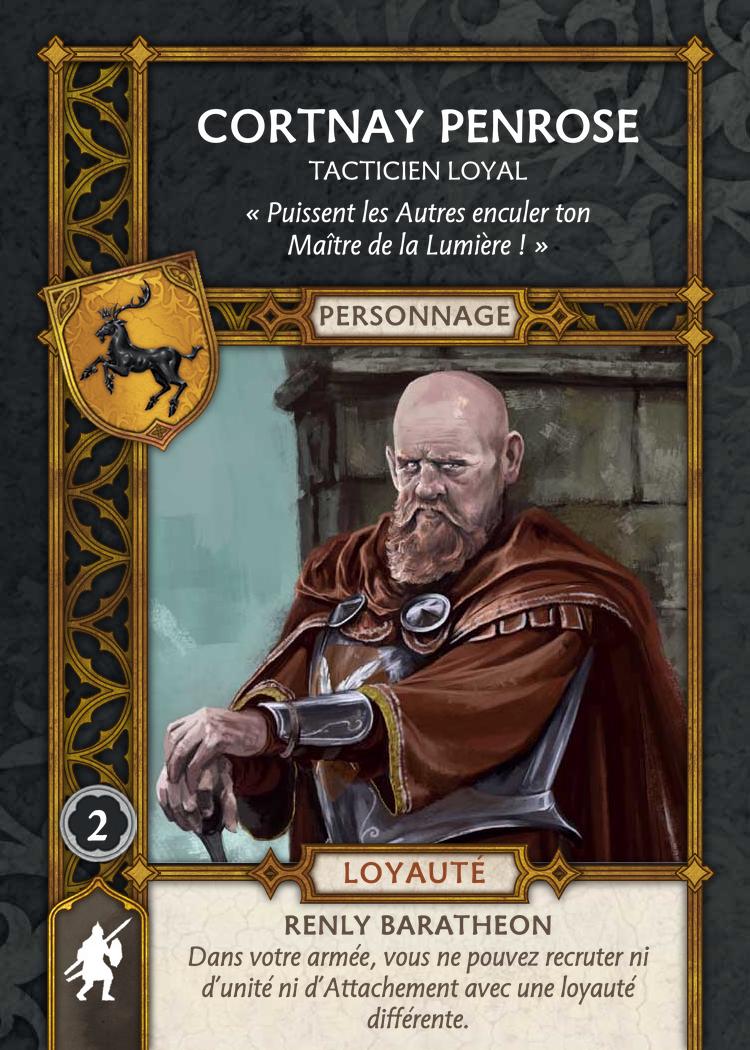 CORTNAY PENROSE
TACTICIEN LOYAL
« Puissent les Autres enculer ton
Maître de la Lumière ! »
PERSONNAGE
2
LOYAUTÉ
RENLY BARATHEON
Dans votre armée, vous ne pouvez recruter ni
d'unité ni d'Attachement avec une loyauté
différente.